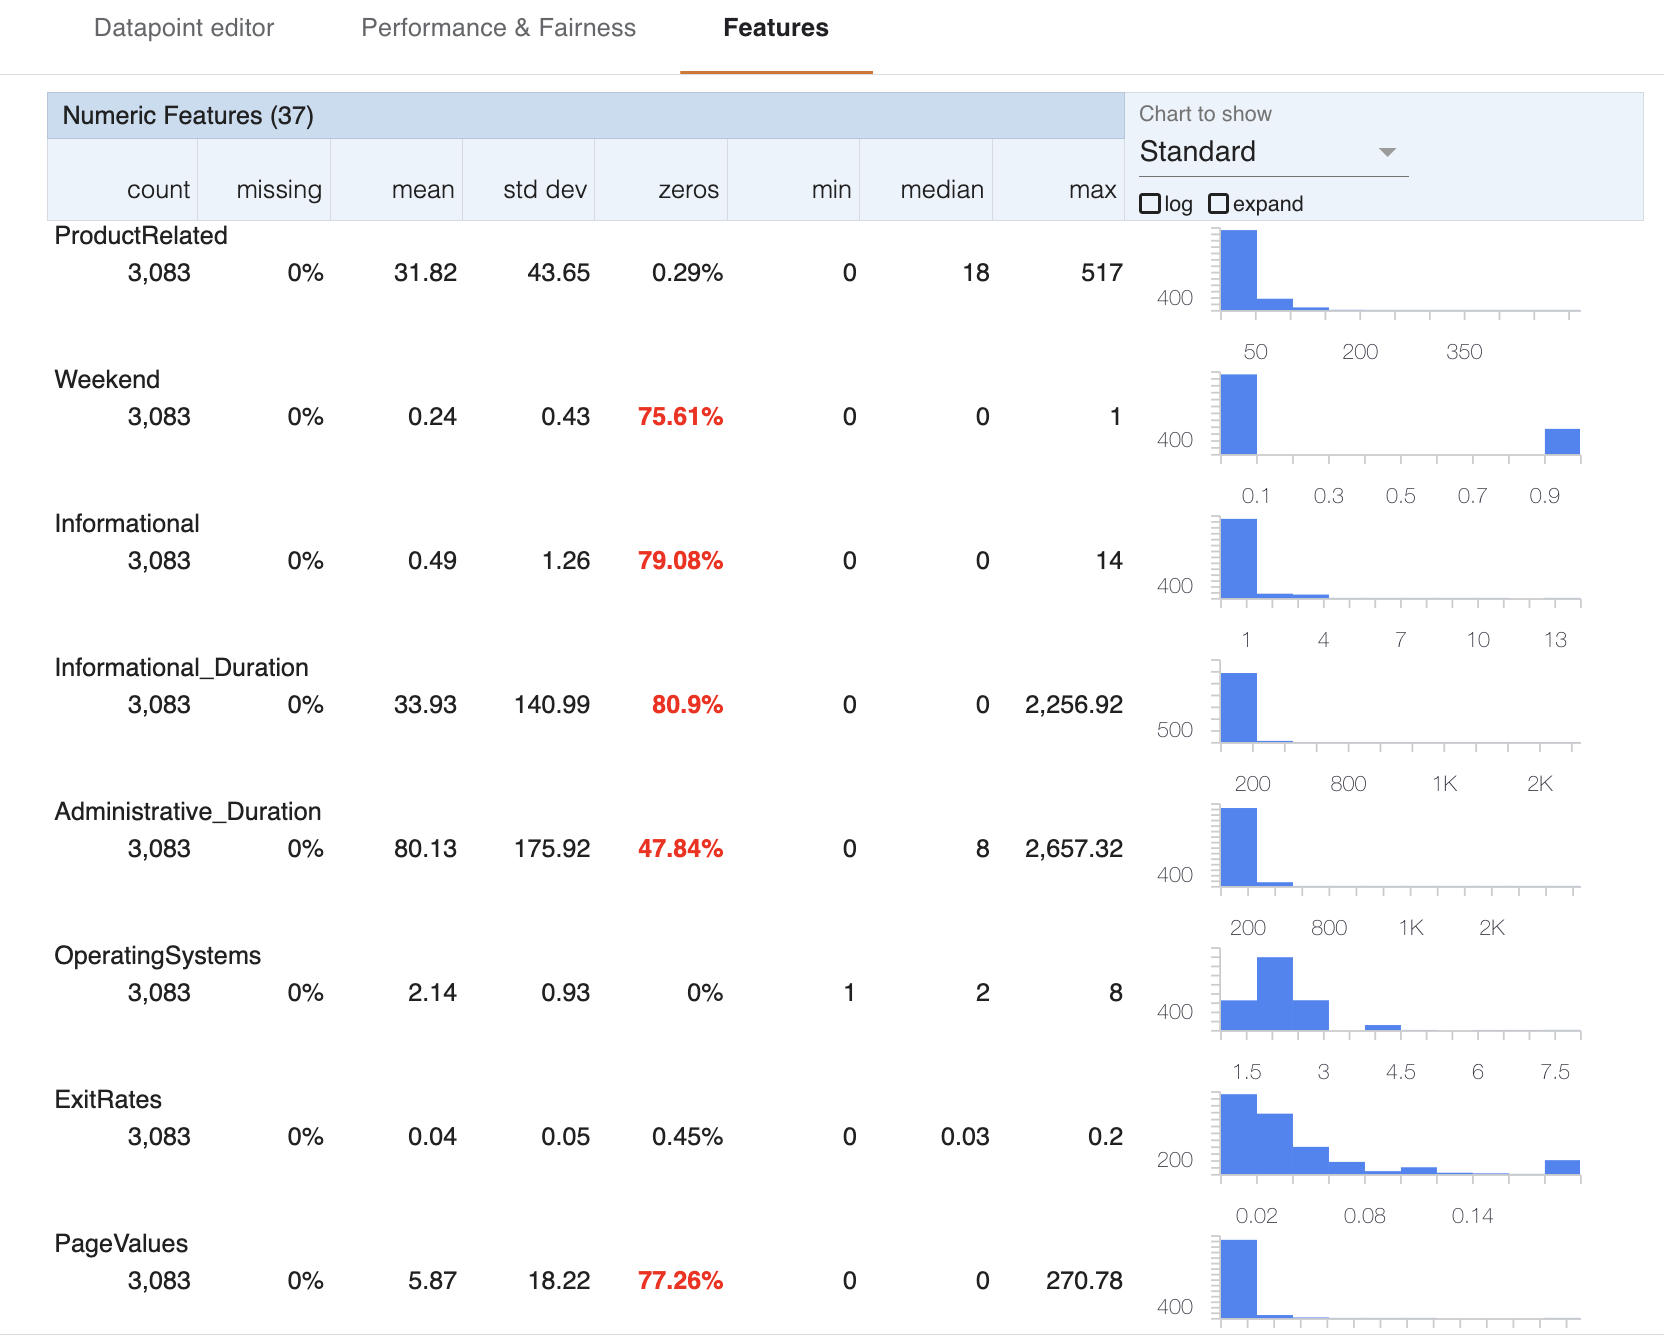 Datapoint editor Performance & Fairness Features
Numeric Features (37) Chart to show
Standard
count missing mean std dev zeros min median max
log expand
ProductRelated
3,083 0% 31.82 43.65 0.29% 0 18 517
400
50 200 350
Weekend
3,083 0% 0.24 0.43 75.61% 0 0 1
400
0.1 0.3 0.5 0.7 0.9
Informational
3,083 0% 0.49 1.26 79.08% 0 0 14
400
1 4 7 10 13
Informational_Duration
3,083 0% 33.93 140.99 80.9% 0 0 2,256.92
500
200 800 1K 2K
Administrative_Duration
3,083 0% 80.13 175.92 47.84% 0 8 2,657.32
400
200 800 1K 2K
OperatingSystems
3,083 0% 2.14 0.93 0% 1 2 8
400
1.5 3 4.5 6 7.5
ExitRates
3,083 0% 0.04 0.05 0.45% 0 0.03 0.2
200
0.02 0.08 0.14
PageValues
3,083 0% 5.87 18.22 77.26% 0 0 270.78
400